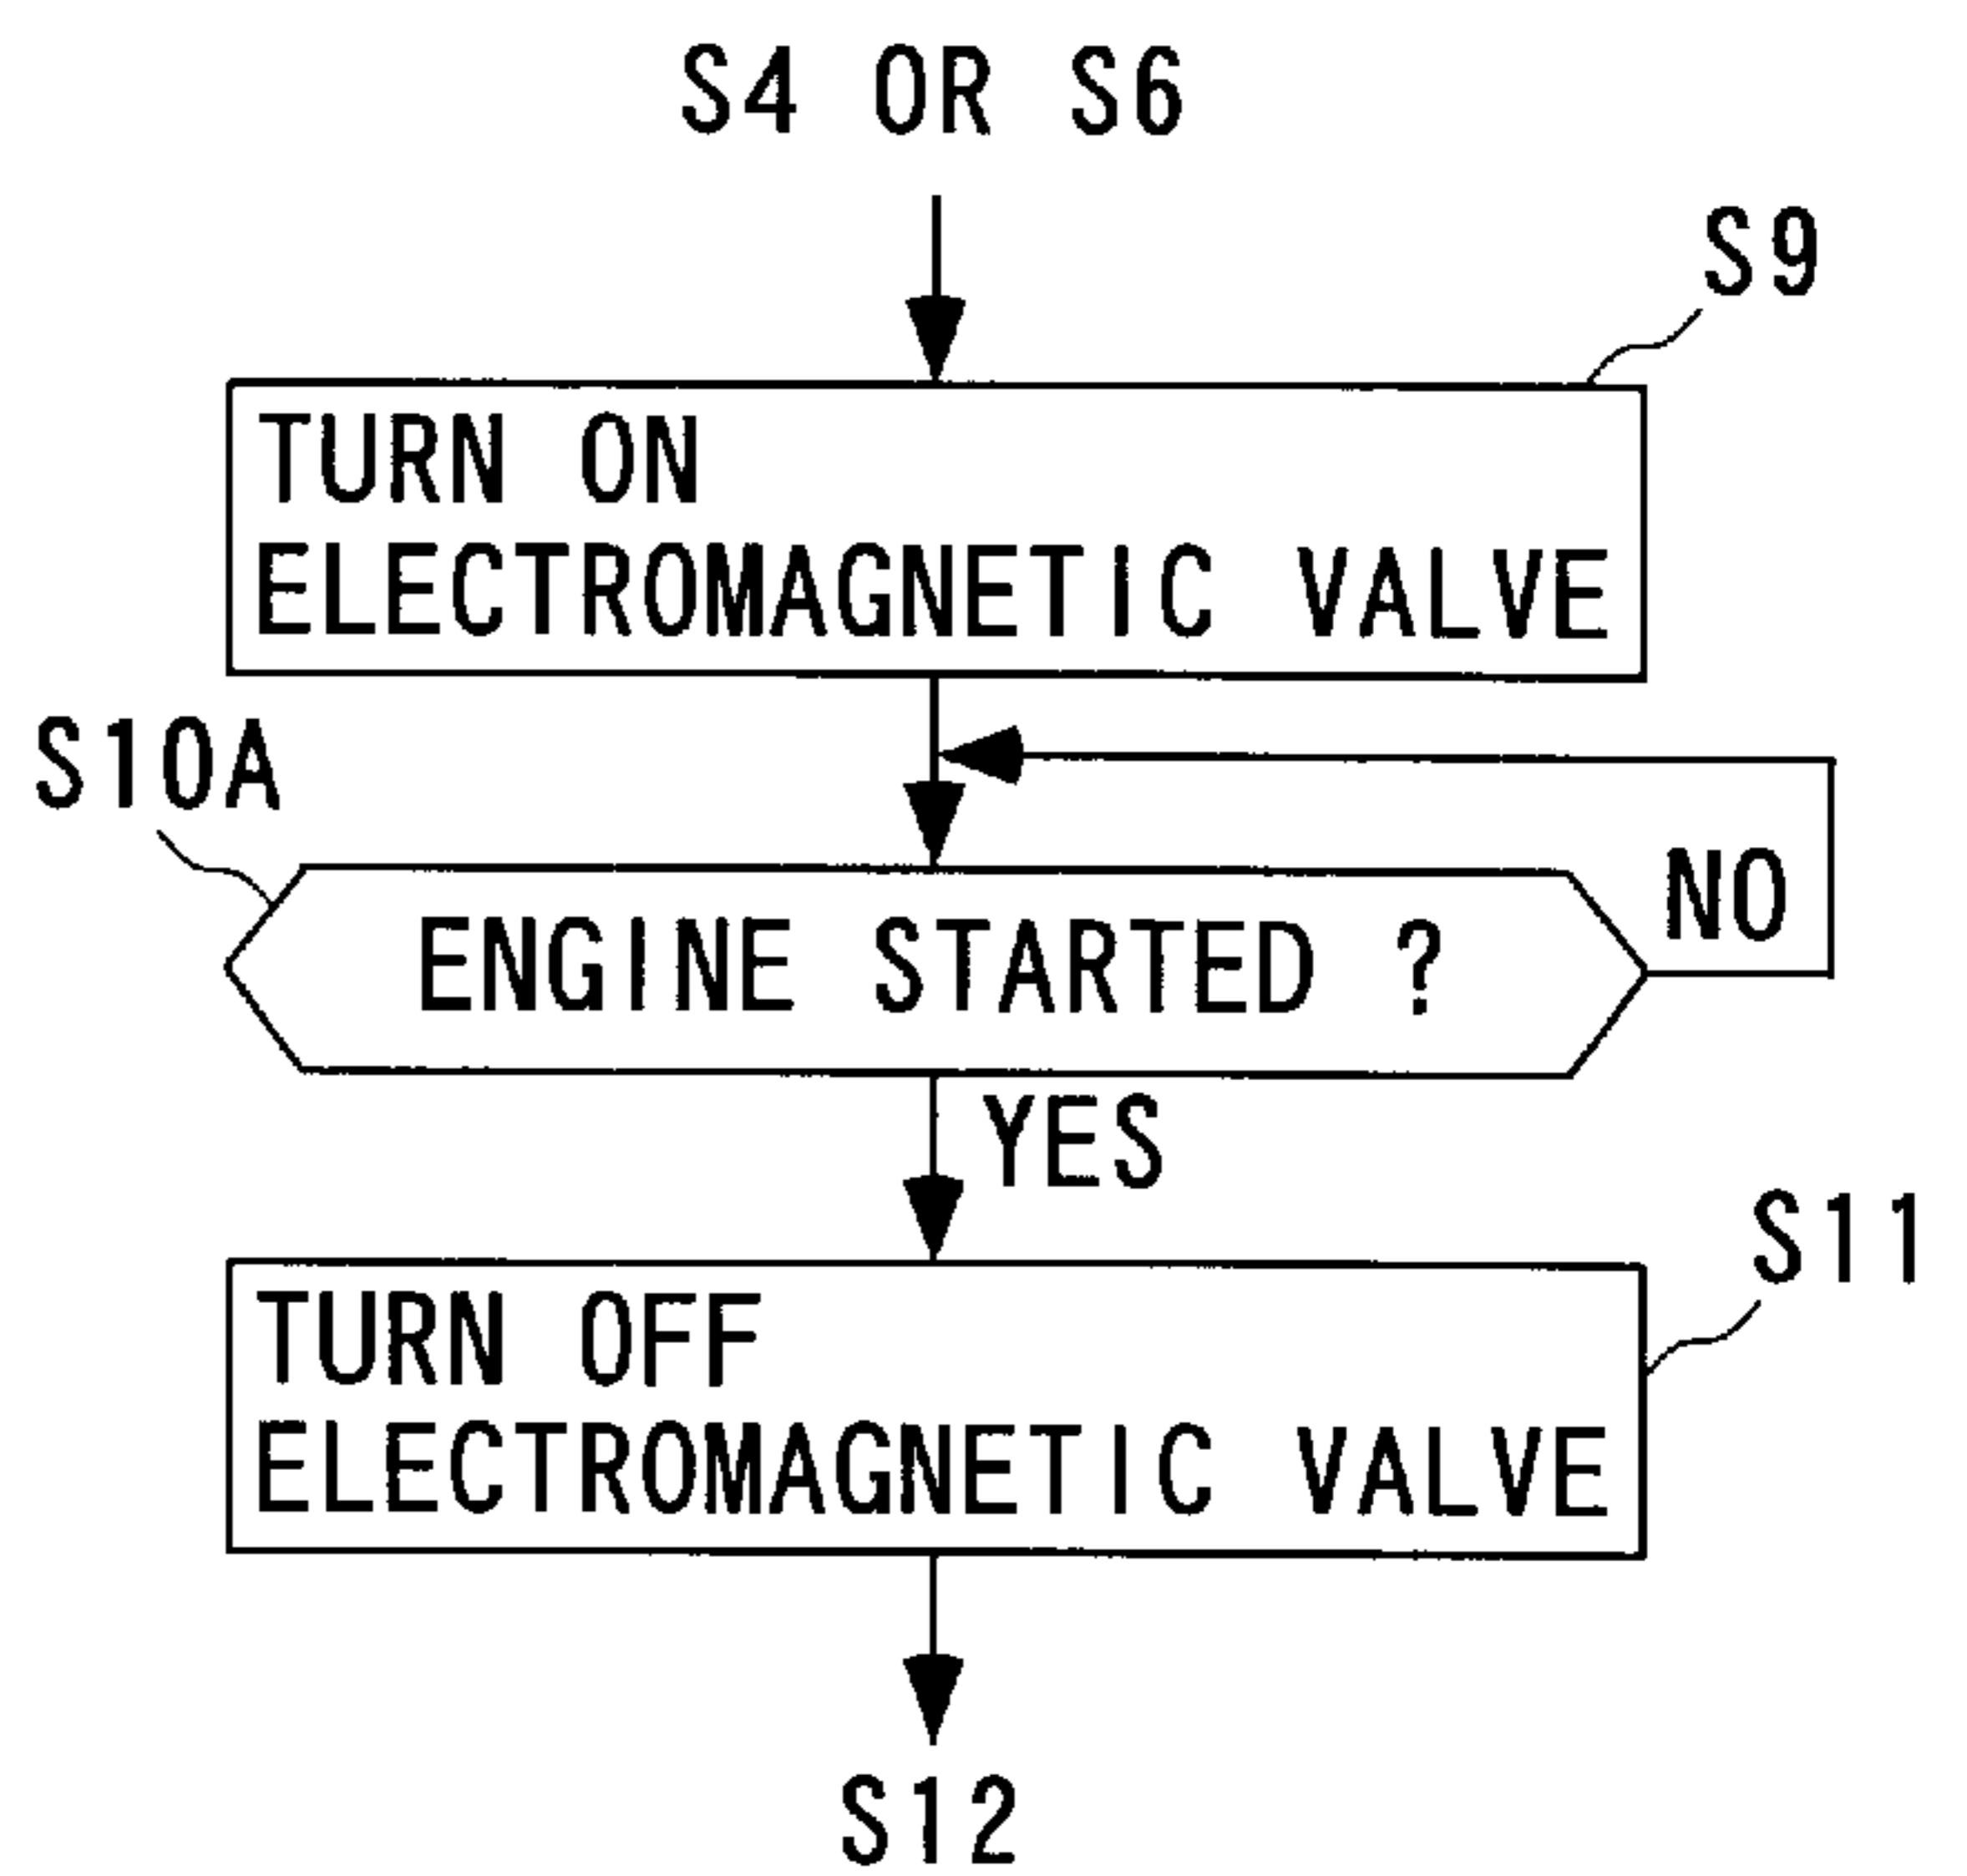 S4 OR S6
S9
TURN ON
ELECTROMAGNETIC VALVE
S10A
NO
ENGINE STARTED ?
YES
S11
TURN OFF
ELECTROMAGNETIC VALVE
S12